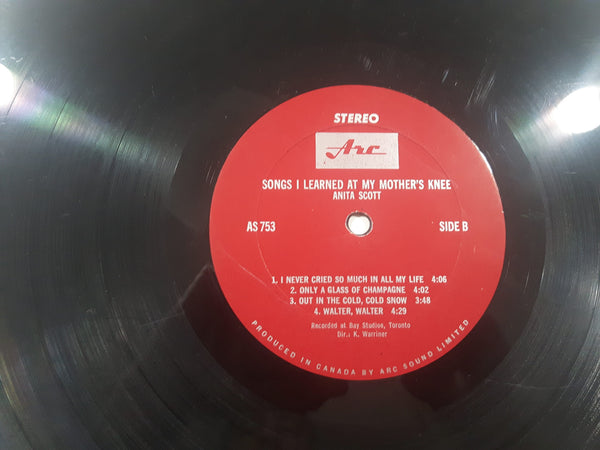 STEREO
Arc
SONGS I LEARNED AT MY MOTHER'S KNEE
ANITA SCOTT
AS 753 SIDE B
1. I NEVER CRIED SO MUCH IN ALL MY LIFE 4:06
2. ONLY A GLASS OF CHAMPAGNE 4:02
3. OUT IN THE COLD, COLD SNOW 3:48
4. WALTER, WALTER 4:29
Recorded at Bay Studios, Toronto
Dir.: K. Warriner
PRODUCED IN CANADA BY ARC SOUND LIMITED